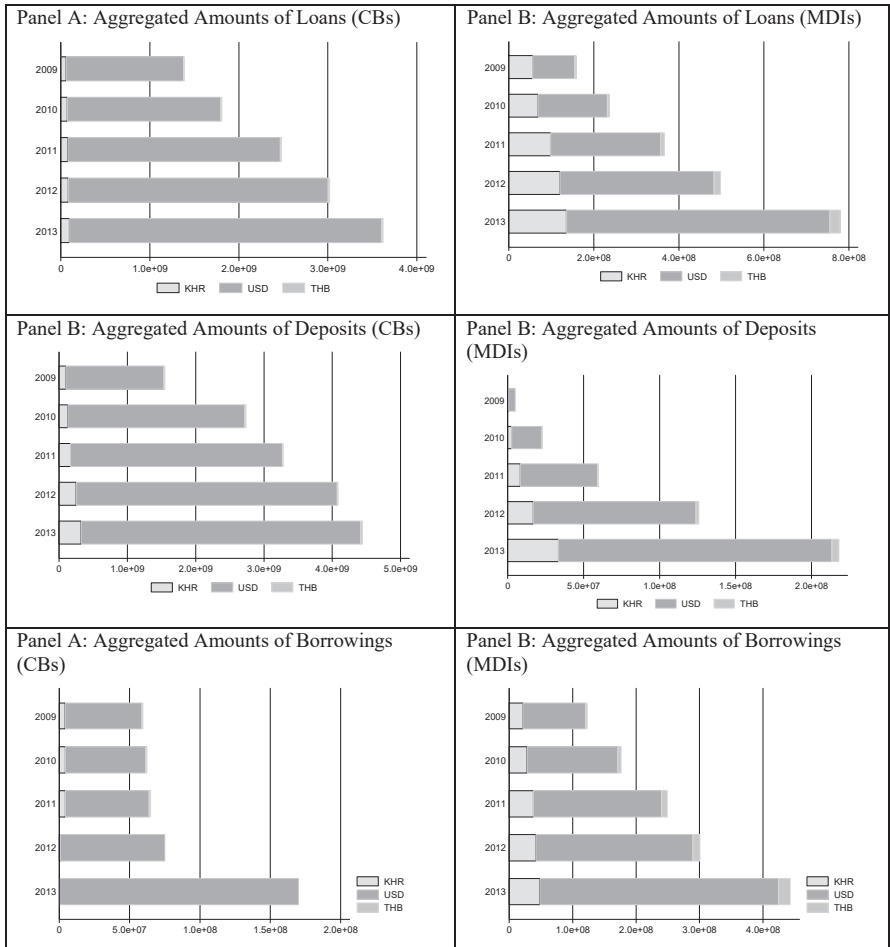 Panel A: Aggregated Amounts of Loans (CBs)
2009
2010
2011
2012
2013
0 1.0e+09 2.0e+09 3.0e+09 4.0e+09
KHR USD THB
Panel B: Aggregated Amounts of Loans (MDIs)
2009
2010
2011
2012
2013
0 2.0e+08 4.0e+08 6.0e+08 8.0e+08
KHR USD THB
Panel B: Aggregated Amounts of Deposits (CBs)
2009
2010
2011
2012
2013
0 1.0e+09 2.0e+09 3.0e+09 4.0e+09 5.0e+09
KHR USD THB
Panel B: Aggregated Amounts of Deposits
(MDIs)
2009
2010
2011
2012
2013
0 5.0e+07 1.0e+08 1.5e+08 2.0e+08
KHR USD THB
Panel A: Aggregated Amounts of Borrowings
(CBs)
2009
2010
2011
2012
2013
KHR
USD
THB
0 5.0e+07 1.0e+08 1.5e+08 2.0e+08
Panel B: Aggregated Amounts of Borrowings
(MDIs)
2009
2010
2011
2012
2013
KHR
USD
THB
0 1.0e+08 2.0e+08 3.0e+08 4.0e+08